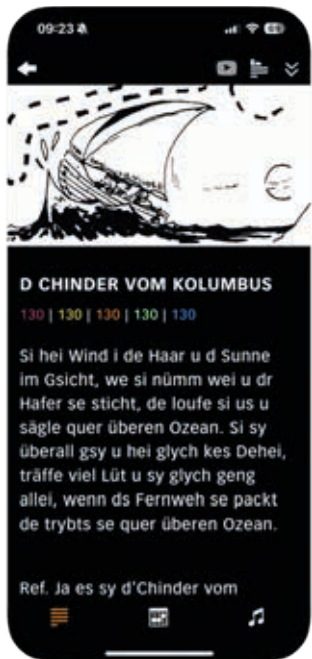 09:23
D CHINDER VOM KOLUMBUS
130 | 130 | 130 | 130 | 130
Si hei Wind i de Haar u d Sunne
im Gsicht, we si nümm wei u dr
Hafer se sticht, de loufe si us u
sägle quer überen Ozean. Si sy
überall gsy u hei glych kes Dehei,
träffe viel Lüt u sy glych geng
allei, wenn ds Fernweh se packt
de trybts se quer überen Ozean.
Ref. Ja es sy d'Chinder vom